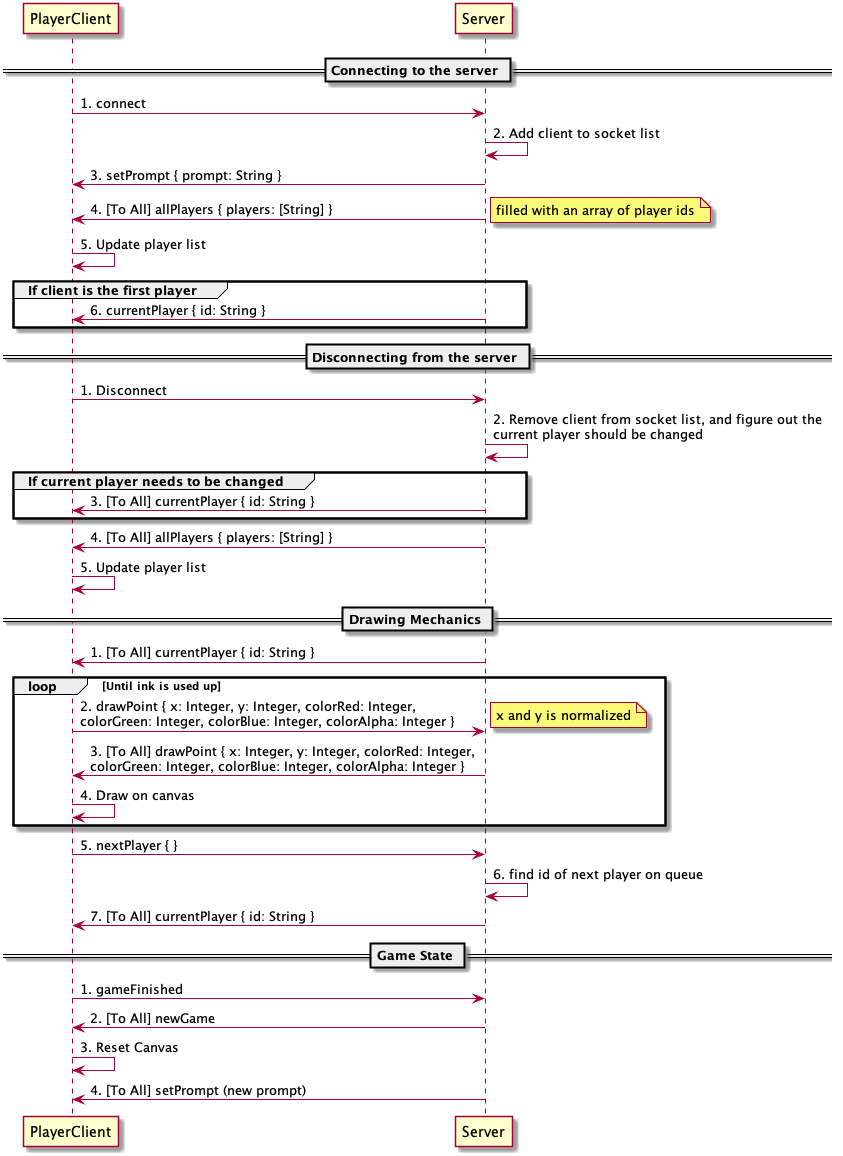 PlayerClient
Server
Connecting to the server
1. connect
2. Add client to socket list
3. setPrompt { prompt: String }
4. [To All] allPlayers { players: [String] }
filled with an array of player ids
5. Update player list
If client is the first player
6. currentPlayer { id: String }
Disconnecting from the server
1. Disconnect
2. Remove client from socket list, and figure out the
current player should be changed
If current player needs to be changed
3. [To All] currentPlayer { id: String }
4. [To All] allPlayers { players: [String] }
5. Update player list
Drawing Mechanics
1. [To All] currentPlayer { id: String }
loop
[Until ink is used up]
2. drawPoint { x: Integer, y: Integer, colorRed: Integer,
colorGreen: Integer, colorBlue: Integer, colorAlpha: Integer }
x and y is normalized
3. [To All] drawPoint { x: Integer, y: Integer, colorRed: Integer,
colorGreen: Integer, colorBlue: Integer, colorAlpha: Integer }
4. Draw on canvas
5. nextPlayer { }
6. find id of next player on queue
7. [To All] currentPlayer { id: String }
Game State
1. gameFinished
2. [To All] newGame
3. Reset Canvas
4. [To All] setPrompt (new prompt)
PlayerClient
Server